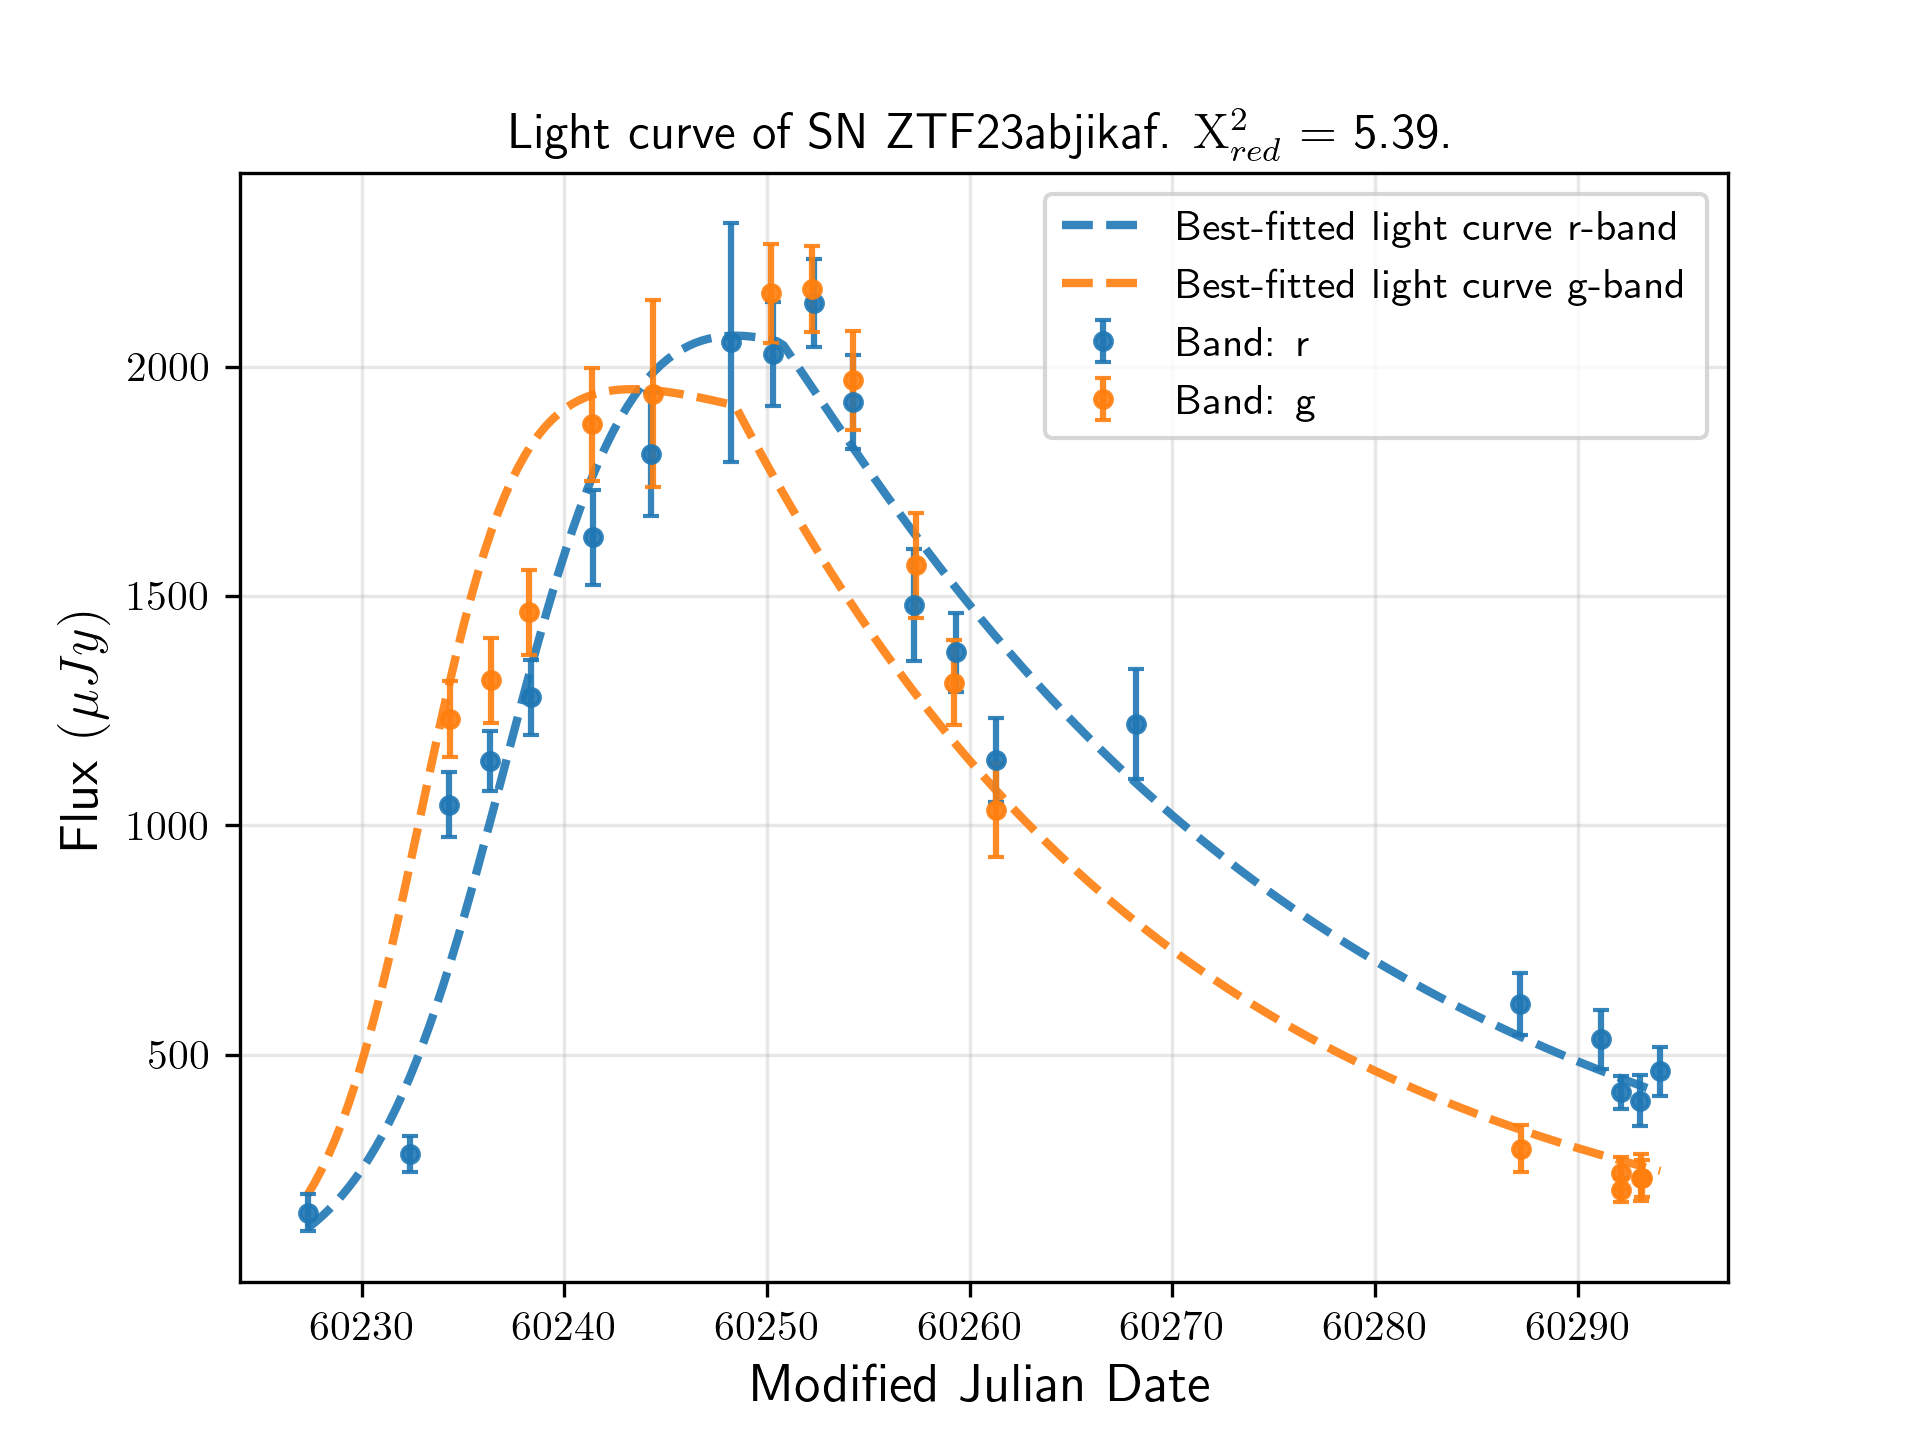 Light curve of SN ZTF23abjikaf. X²red = 5.39.
Best-fitted light curve r-band
Best-fitted light curve g-band
Band: r
Band: g
2000
1500
1000
500
Flux (μJy)
60230 60240 60250 60260 60270 60280 60290
Modified Julian Date